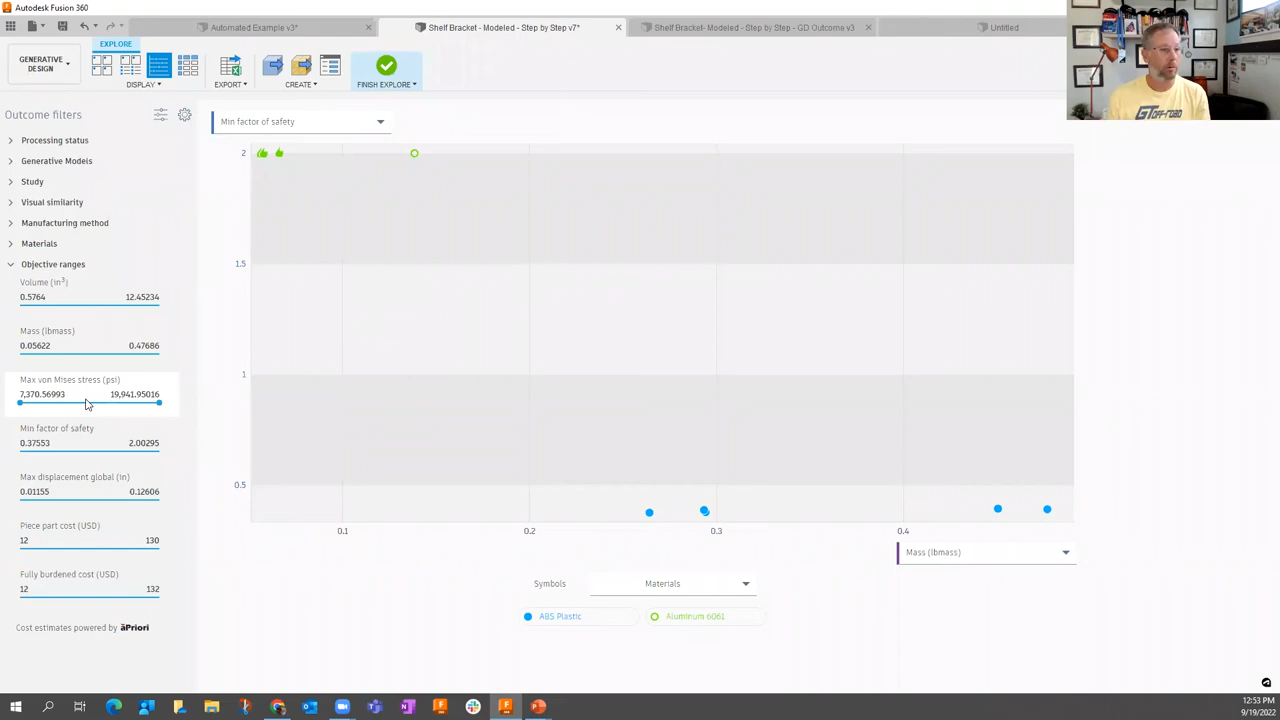 Autodesk Fusion 360
Automated Example v3*
Shelf Bracket - Modeled - Step by Step v7*
Shelf Bracket- Modeled - Step by Step - GD Outcome v3
Untitled
GENERATIVE DESIGN
EXPLORE
DISPLAY
EXPORT
CREATE
FINISH EXPLORE
Outcome filters
Processing status
Generative Models
Study
Visual similarity
Manufacturing method
Materials
Objective ranges
Volume (in³)
0.5764 12.45234
Mass (lbmass)
0.05622 0.47686
Max von Mises stress (psi)
7,370.56993 19,941.95016
Min factor of safety
0.37553 2.00295
Max displacement global (in)
0.01155 0.12606
Piece part cost (USD)
12 130
Fully burdened cost (USD)
12 132
Cost estimates powered by aPriori
Min factor of safety
2
1.5
1
0.5
0.1 0.2 0.3 0.4
Mass (lbmass)
Symbols Materials
ABS Plastic Aluminum 6061
GT
off-road
12:53 PM
9/19/2022